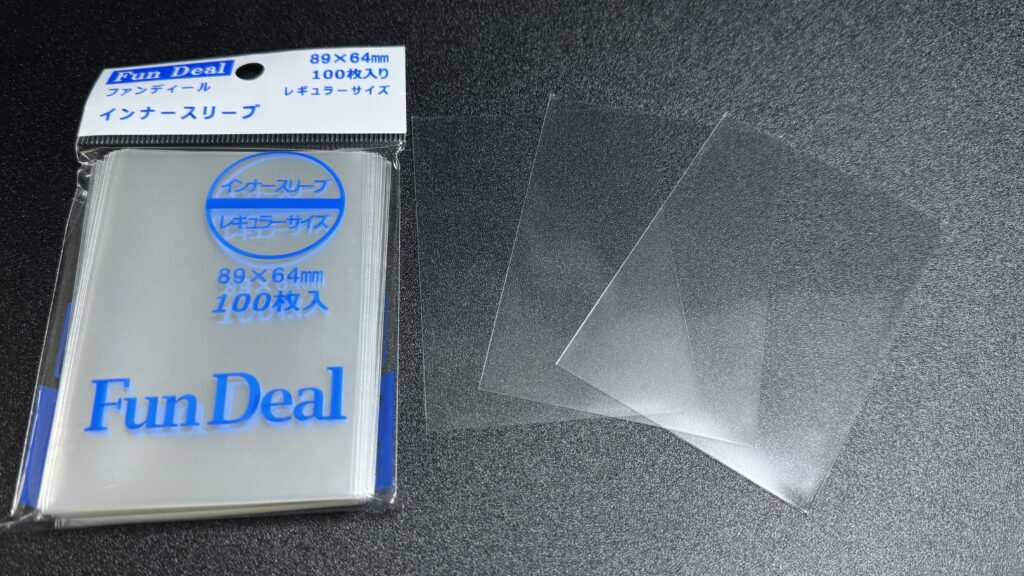 Fun Deal
ファンディール
インナースリーブ
89×64㎜
100枚入り
レギュラーサイズ
インナースリーブ
レギュラーサイズ
89×64㎜
100枚入
Fun Deal